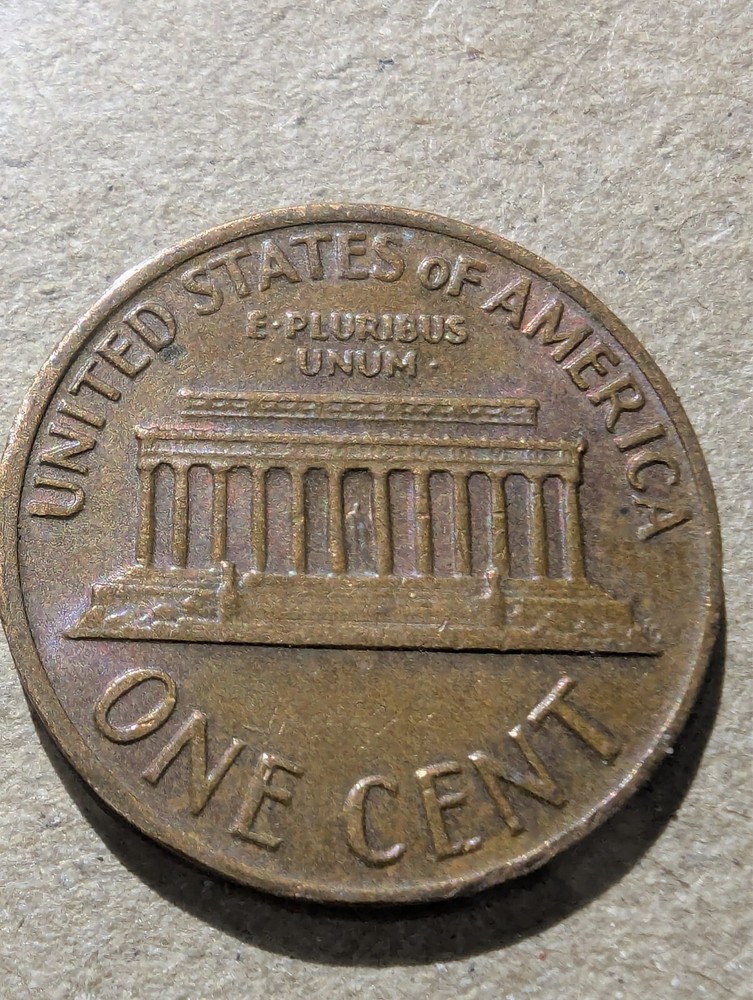 UNITED STATES OF AMERICA
E·PLURIBUS
·UNUM·
ONE CENT